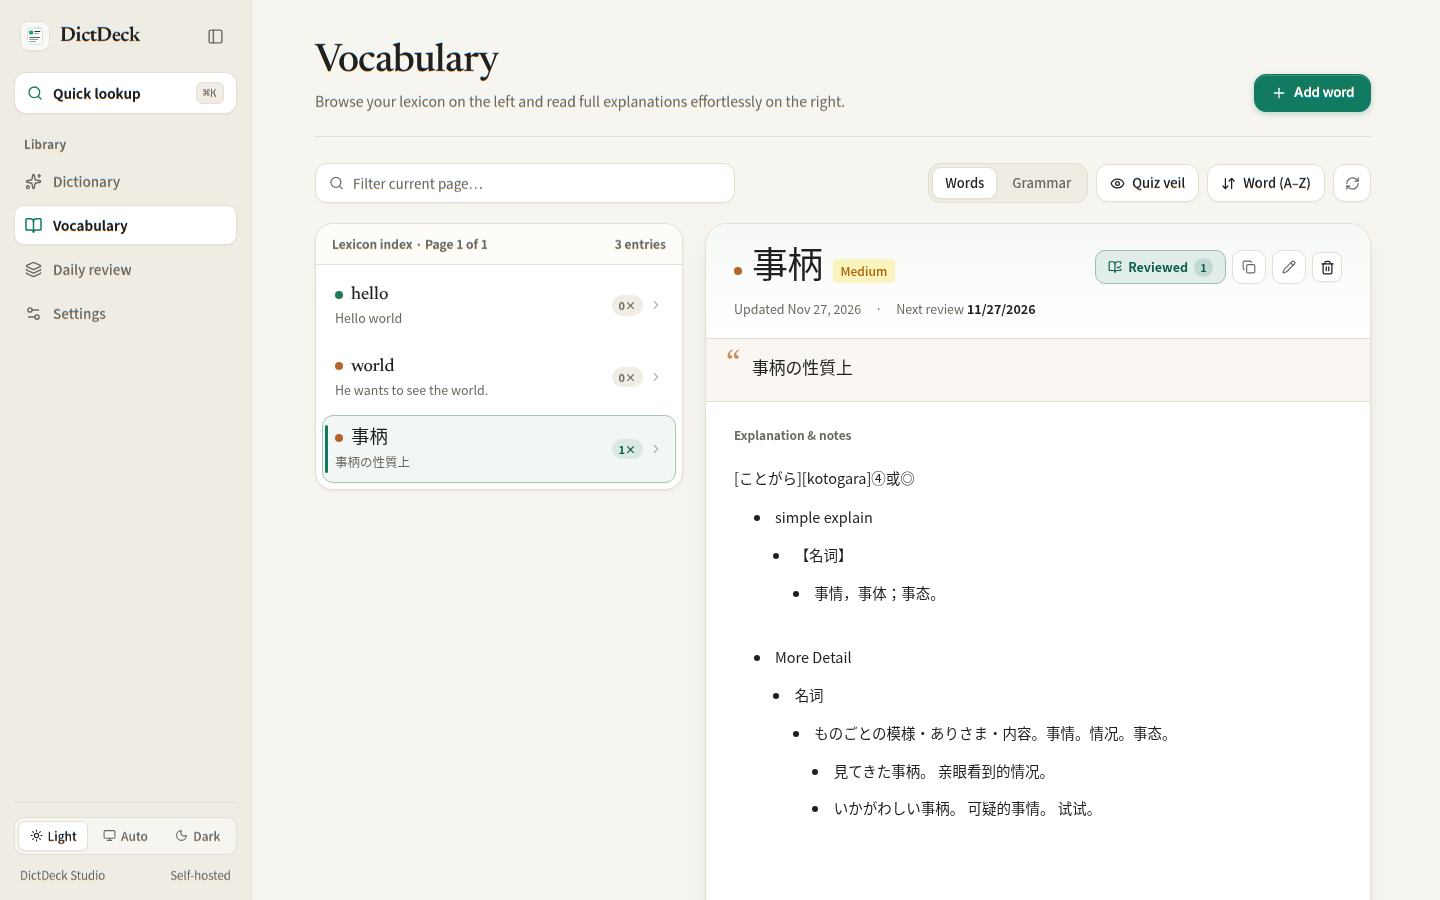 DictDeck
Quick lookup
⌘K
Library
Dictionary
Vocabulary
Daily review
Settings
Light
Auto
Dark
DictDeck Studio
Self-hosted
Vocabulary
Browse your lexicon on the left and read full explanations effortlessly on the right.
Add word
Filter current page…
Words
Grammar
Quiz veil
Word (A–Z)
Lexicon index · Page 1 of 1
3 entries
hello
Hello world
0×
world
He wants to see the world.
0×
事柄
事柄の性質上
1×
事柄
Medium
Reviewed 1
Updated Nov 27, 2026 · Next review 11/27/2026
“
事柄の性質上
Explanation & notes
[ことがら][kotogara]④或◎
simple explain
【名词】
事情，事体；事态。
More Detail
名词
ものごとの模様・ありさま・内容。事情。情况。事态。
見てきた事柄。 亲眼看到的情况。
いかがわしい事柄。 可疑的事情。 试试。